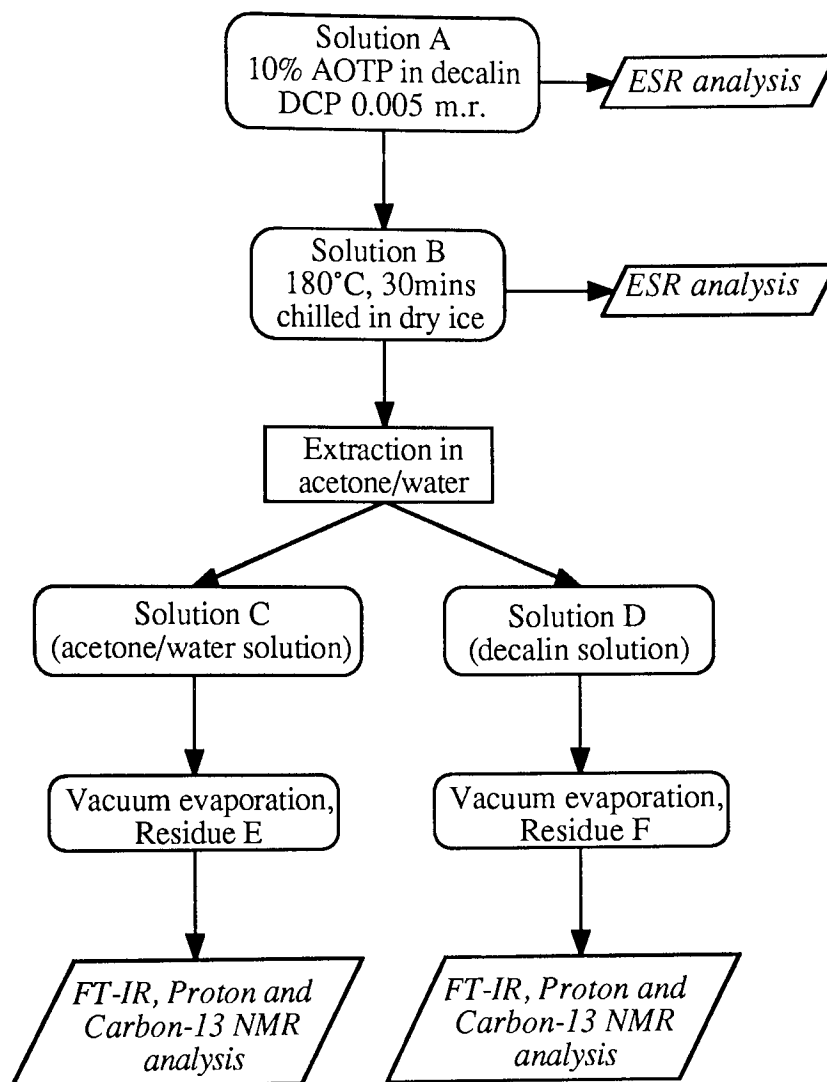 Solution A
10% AOTP in decalin
DCP 0.005 m.r.
ESR analysis
Solution B
180°C, 30mins
chilled in dry ice
ESR analysis
Extraction in
acetone/water
Solution C
(acetone/water solution)
Solution D
(decalin solution)
Vacuum evaporation,
Residue E
Vacuum evaporation,
Residue F
FT-IR, Proton and
Carbon-13 NMR
analysis
FT-IR, Proton and
Carbon-13 NMR
analysis